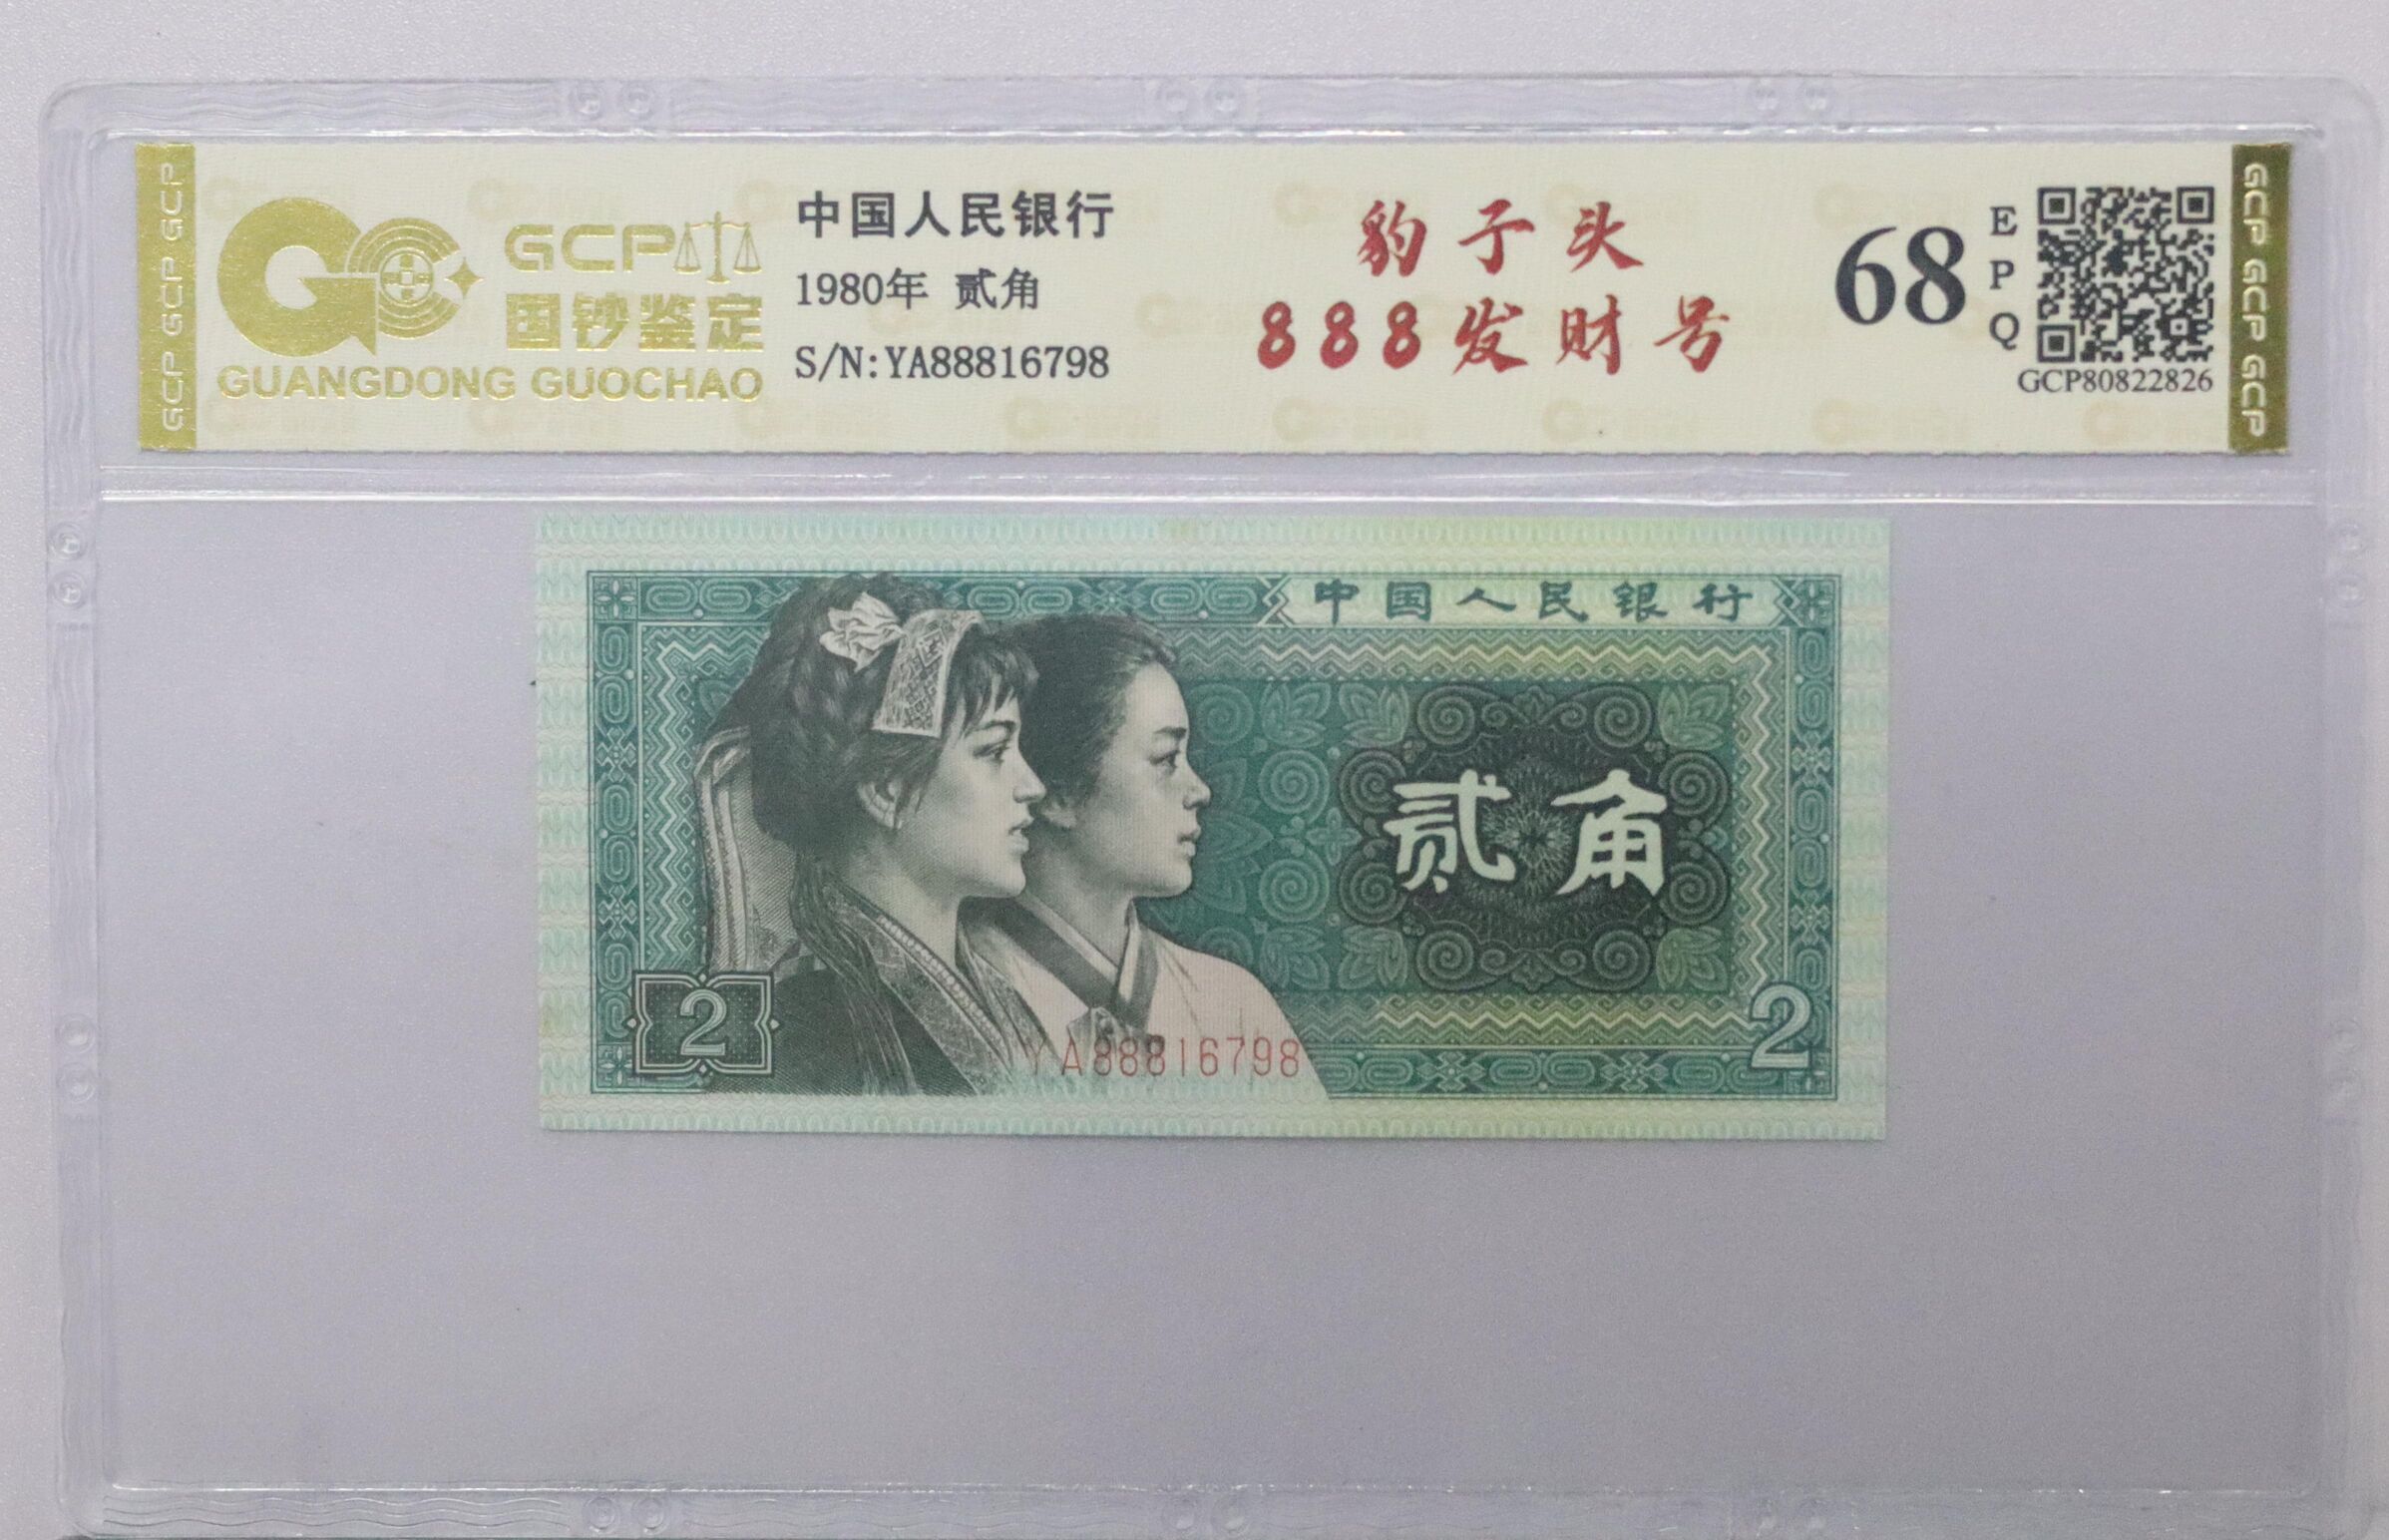 GCP GCP GCP
GCP
国钞鉴定
GUANGDONG GUOCHAO
中国人民银行
1980年 贰角
S/N:YA88816798
豹子头
888发财号
68
EPQ
GCP80822826
GCP GCP GCP
中国人民银行
贰角
2
YA88816798
2